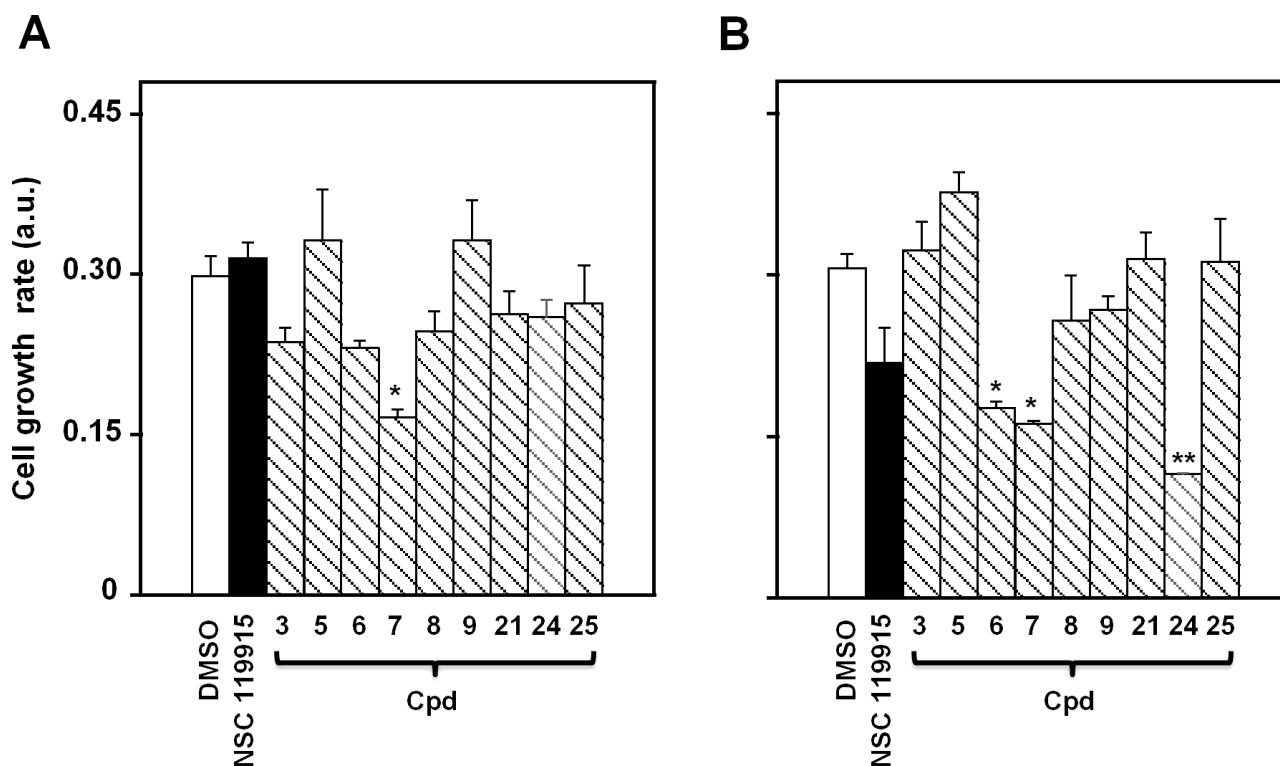 A
B
Cell growth rate (a.u.)
0.45
0.30
0.15
0
*
* * **
DMSO NSC 119915 3 5 6 7 8 9 21 24 25
Cpd
DMSO NSC 119915 3 5 6 7 8 9 21 24 25
Cpd